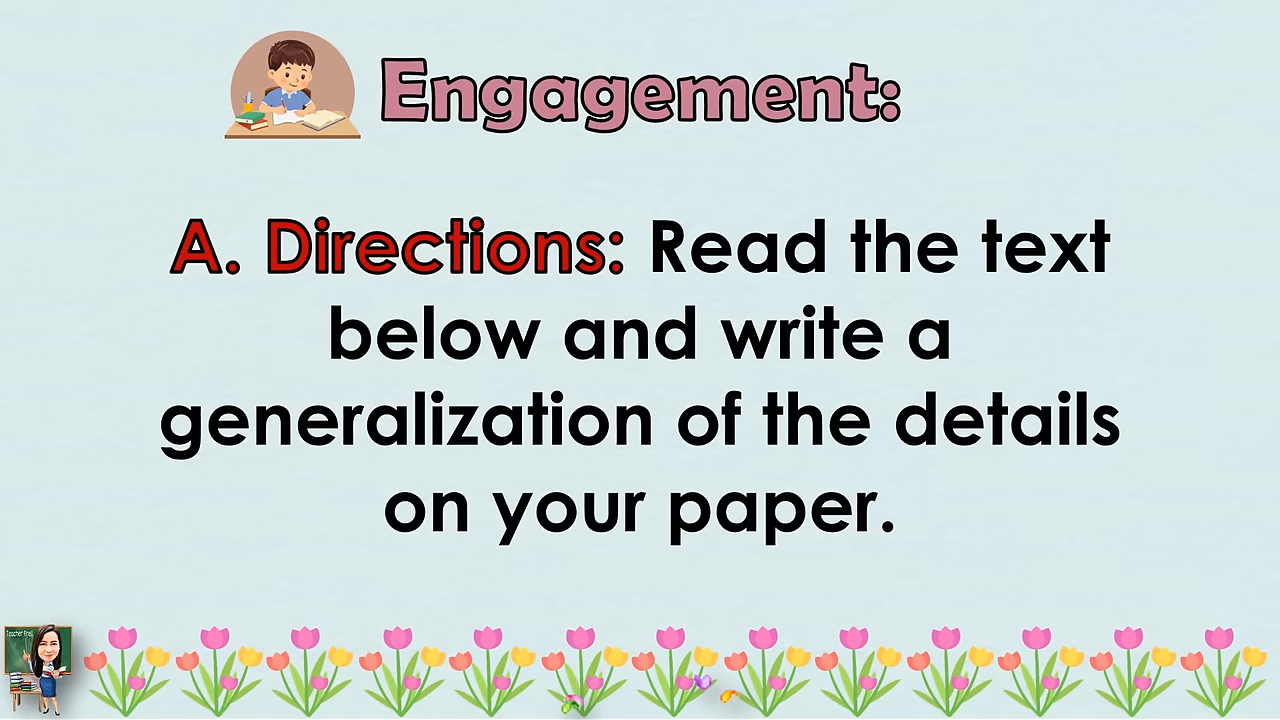 Engagement:
A. Directions: Read the text
below and write a
generalization of the details
on your paper.